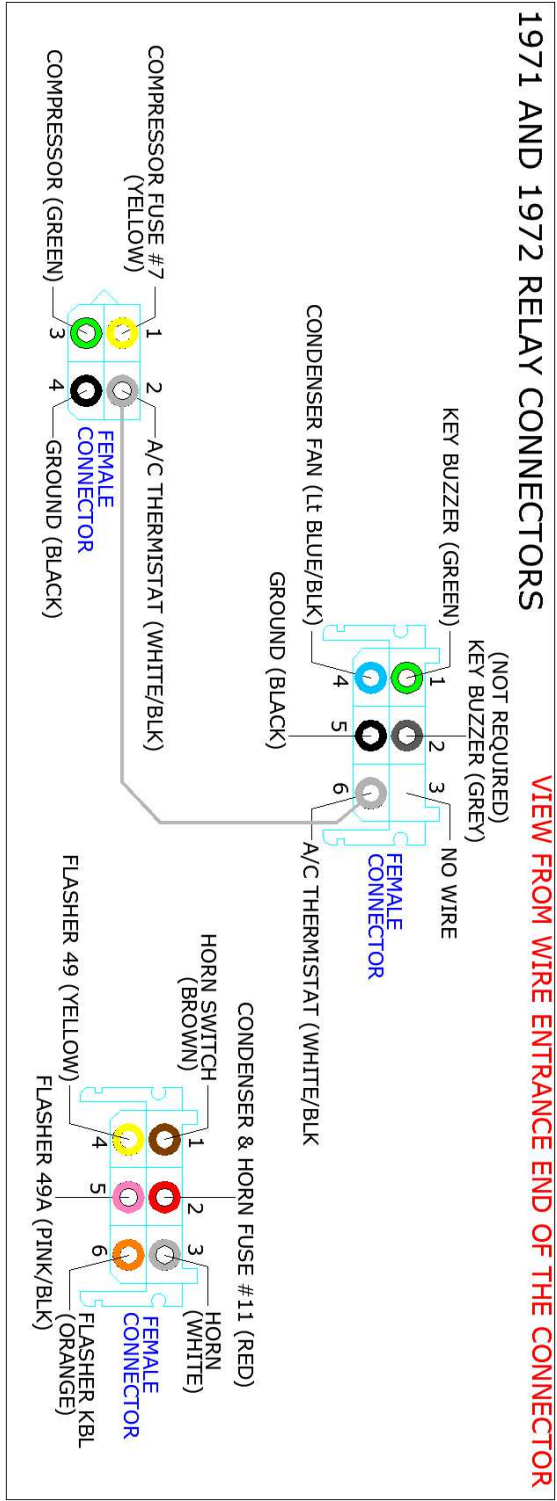 1971 AND 1972 RELAY CONNECTORS
VIEW FROM WIRE ENTRANCE END OF THE CONNECTOR
COMPRESSOR FUSE #7
(YELLOW)
COMPRESSOR (GREEN)
1
2
3
4
A/C THERMISTAT (WHITE/BLK)
FEMALE
CONNECTOR
GROUND (BLACK)
KEY BUZZER (GREEN)
(NOT REQUIRED)
KEY BUZZER (GREY)
CONDENSER FAN (Lt BLUE/BLK)
GROUND (BLACK)
1
2
3
4
5
6
NO WIRE
FEMALE
CONNECTOR
A/C THERMISTAT (WHITE/BLK
CONDENSER & HORN FUSE #11 (RED)
HORN SWITCH
(BROWN)
HORN
(WHITE)
1
2
3
4
5
6
FEMALE
CONNECTOR
FLASHER 49 (YELLOW)
FLASHER 49A (PINK/BLK)
FLASHER KBL
(ORANGE)